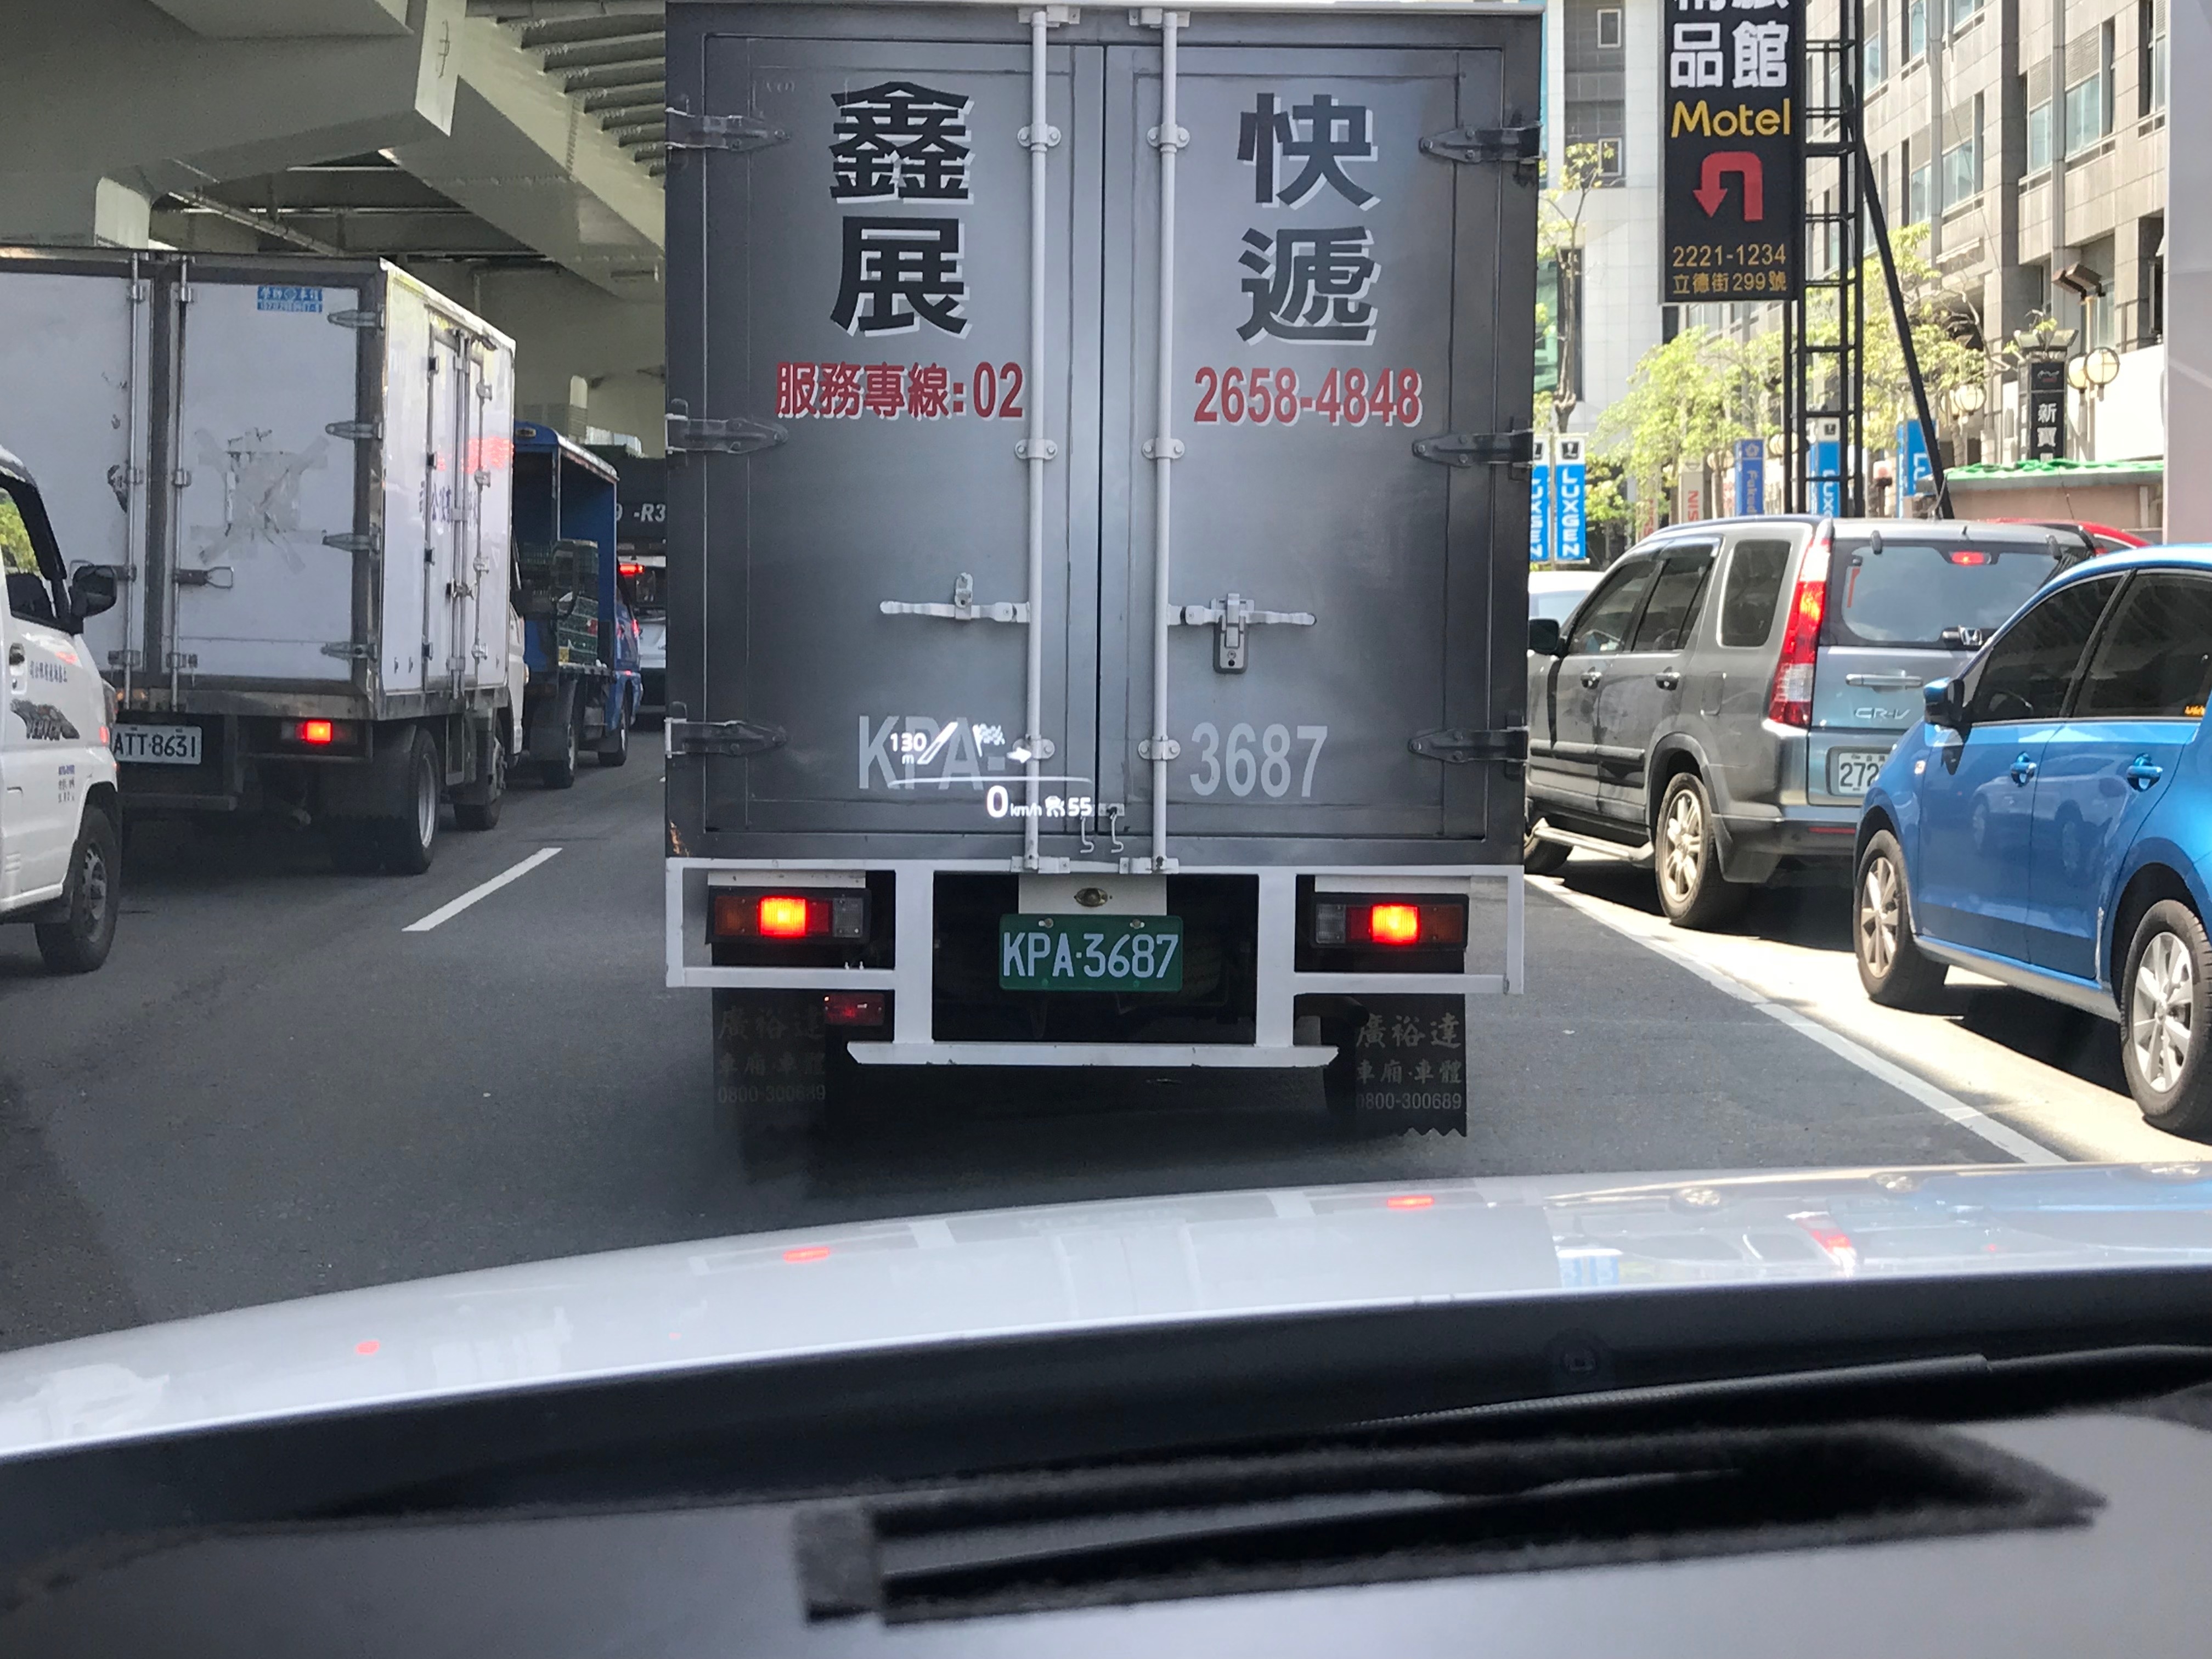 鑫展
快遞
服務專線:02
2658-4848
KPA-
3687
130
m
0 km/h 55
KPA·3687
廣裕達
車廂·車體
0800-300689
廣裕達
車廂·車體
0800-300689
ATT·8631
-R3
品館
Motel
2221-1234
立德街299號
LUXGEN
LUXGEN
CR-V
272